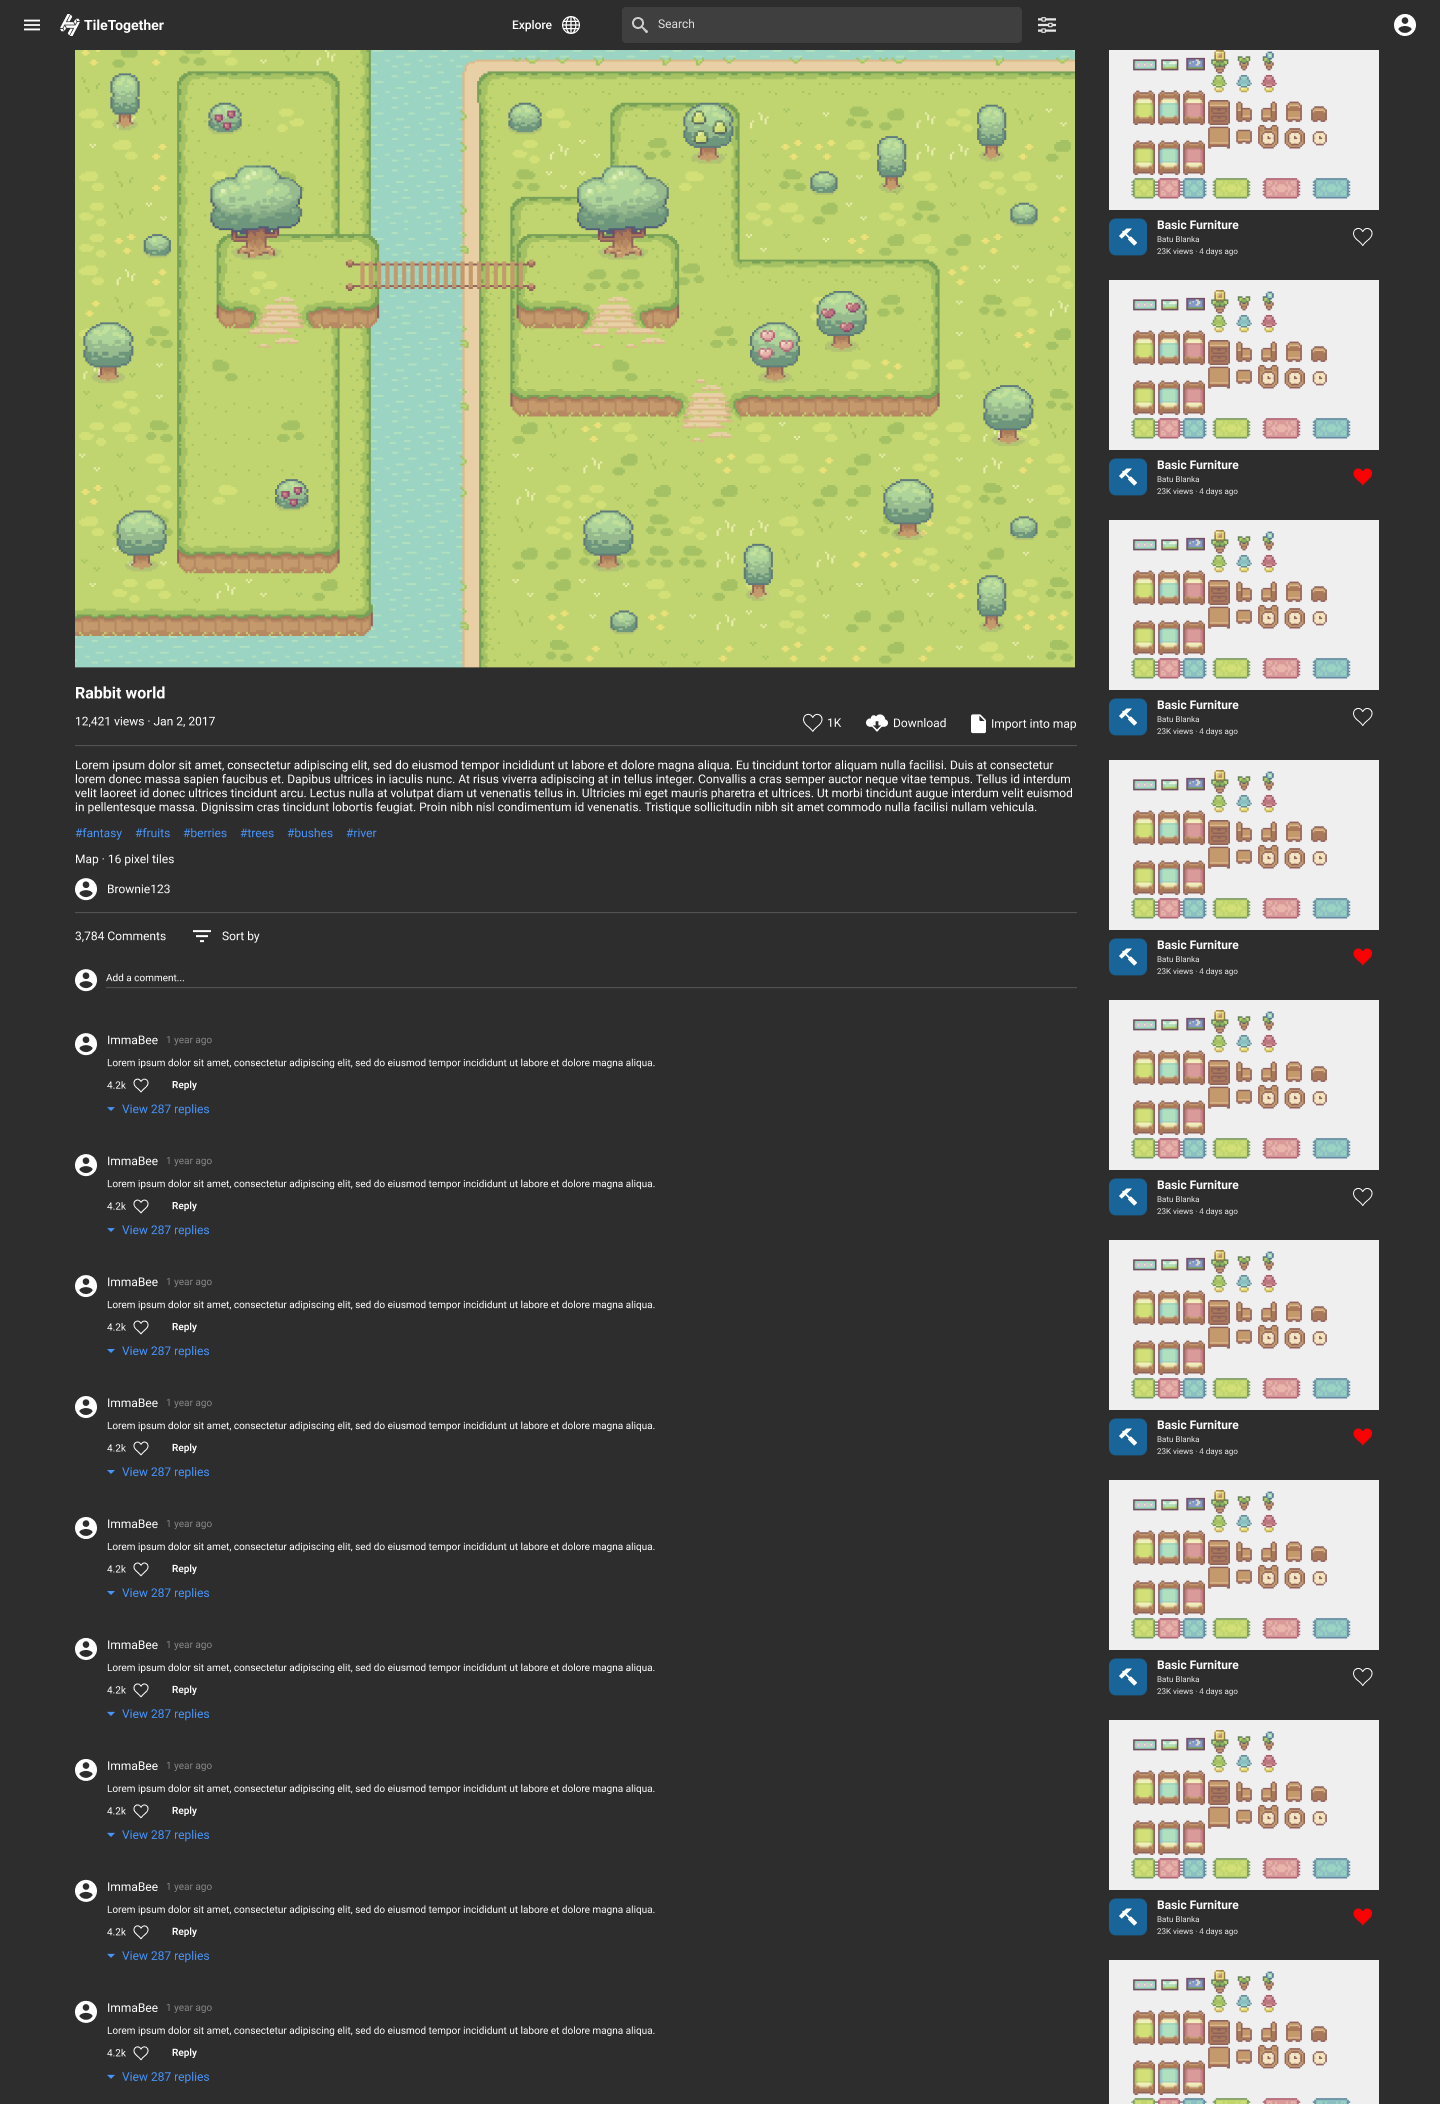 TileTogether
Explore
Search
Rabbit world
12,421 views · Jan 2, 2017
1K
Download
Import into map
Lorem ipsum dolor sit amet, consectetur adipiscing elit, sed do eiusmod tempor incididunt ut labore et dolore magna aliqua. Eu tincidunt tortor aliquam nulla facilisi. Duis at consectetur
lorem donec massa sapien faucibus et. Dapibus ultrices in iaculis nunc. At risus viverra adipiscing at in tellus integer. Convallis a cras semper auctor neque vitae tempus. Tellus id interdum
velit laoreet id donec ultrices tincidunt arcu. Lectus nulla at volutpat diam ut venenatis tellus in. Ultricies mi eget mauris pharetra et ultrices. Ut morbi tincidunt augue interdum velit euismod
in pellentesque massa. Dignissim cras tincidunt lobortis feugiat. Proin nibh nisl condimentum id venenatis. Tristique sollicitudin nibh sit amet commodo nulla facilisi nullam vehicula.
#fantasy #fruits #berries #trees #bushes #river
Map · 16 pixel tiles
Brownie123
3,784 Comments
Sort by
Add a comment...
ImmaBee 1 year ago
Lorem ipsum dolor sit amet, consectetur adipiscing elit, sed do eiusmod tempor incididunt ut labore et dolore magna aliqua.
4.2k Reply
View 287 replies
ImmaBee 1 year ago
Lorem ipsum dolor sit amet, consectetur adipiscing elit, sed do eiusmod tempor incididunt ut labore et dolore magna aliqua.
4.2k Reply
View 287 replies
ImmaBee 1 year ago
Lorem ipsum dolor sit amet, consectetur adipiscing elit, sed do eiusmod tempor incididunt ut labore et dolore magna aliqua.
4.2k Reply
View 287 replies
ImmaBee 1 year ago
Lorem ipsum dolor sit amet, consectetur adipiscing elit, sed do eiusmod tempor incididunt ut labore et dolore magna aliqua.
4.2k Reply
View 287 replies
ImmaBee 1 year ago
Lorem ipsum dolor sit amet, consectetur adipiscing elit, sed do eiusmod tempor incididunt ut labore et dolore magna aliqua.
4.2k Reply
View 287 replies
ImmaBee 1 year ago
Lorem ipsum dolor sit amet, consectetur adipiscing elit, sed do eiusmod tempor incididunt ut labore et dolore magna aliqua.
4.2k Reply
View 287 replies
ImmaBee 1 year ago
Lorem ipsum dolor sit amet, consectetur adipiscing elit, sed do eiusmod tempor incididunt ut labore et dolore magna aliqua.
4.2k Reply
View 287 replies
ImmaBee 1 year ago
Lorem ipsum dolor sit amet, consectetur adipiscing elit, sed do eiusmod tempor incididunt ut labore et dolore magna aliqua.
4.2k Reply
View 287 replies
ImmaBee 1 year ago
Lorem ipsum dolor sit amet, consectetur adipiscing elit, sed do eiusmod tempor incididunt ut labore et dolore magna aliqua.
4.2k Reply
View 287 replies
Basic Furniture
Batu Blanka
23K views · 4 days ago
Basic Furniture
Batu Blanka
23K views · 4 days ago
Basic Furniture
Batu Blanka
23K views · 4 days ago
Basic Furniture
Batu Blanka
23K views · 4 days ago
Basic Furniture
Batu Blanka
23K views · 4 days ago
Basic Furniture
Batu Blanka
23K views · 4 days ago
Basic Furniture
Batu Blanka
23K views · 4 days ago
Basic Furniture
Batu Blanka
23K views · 4 days ago